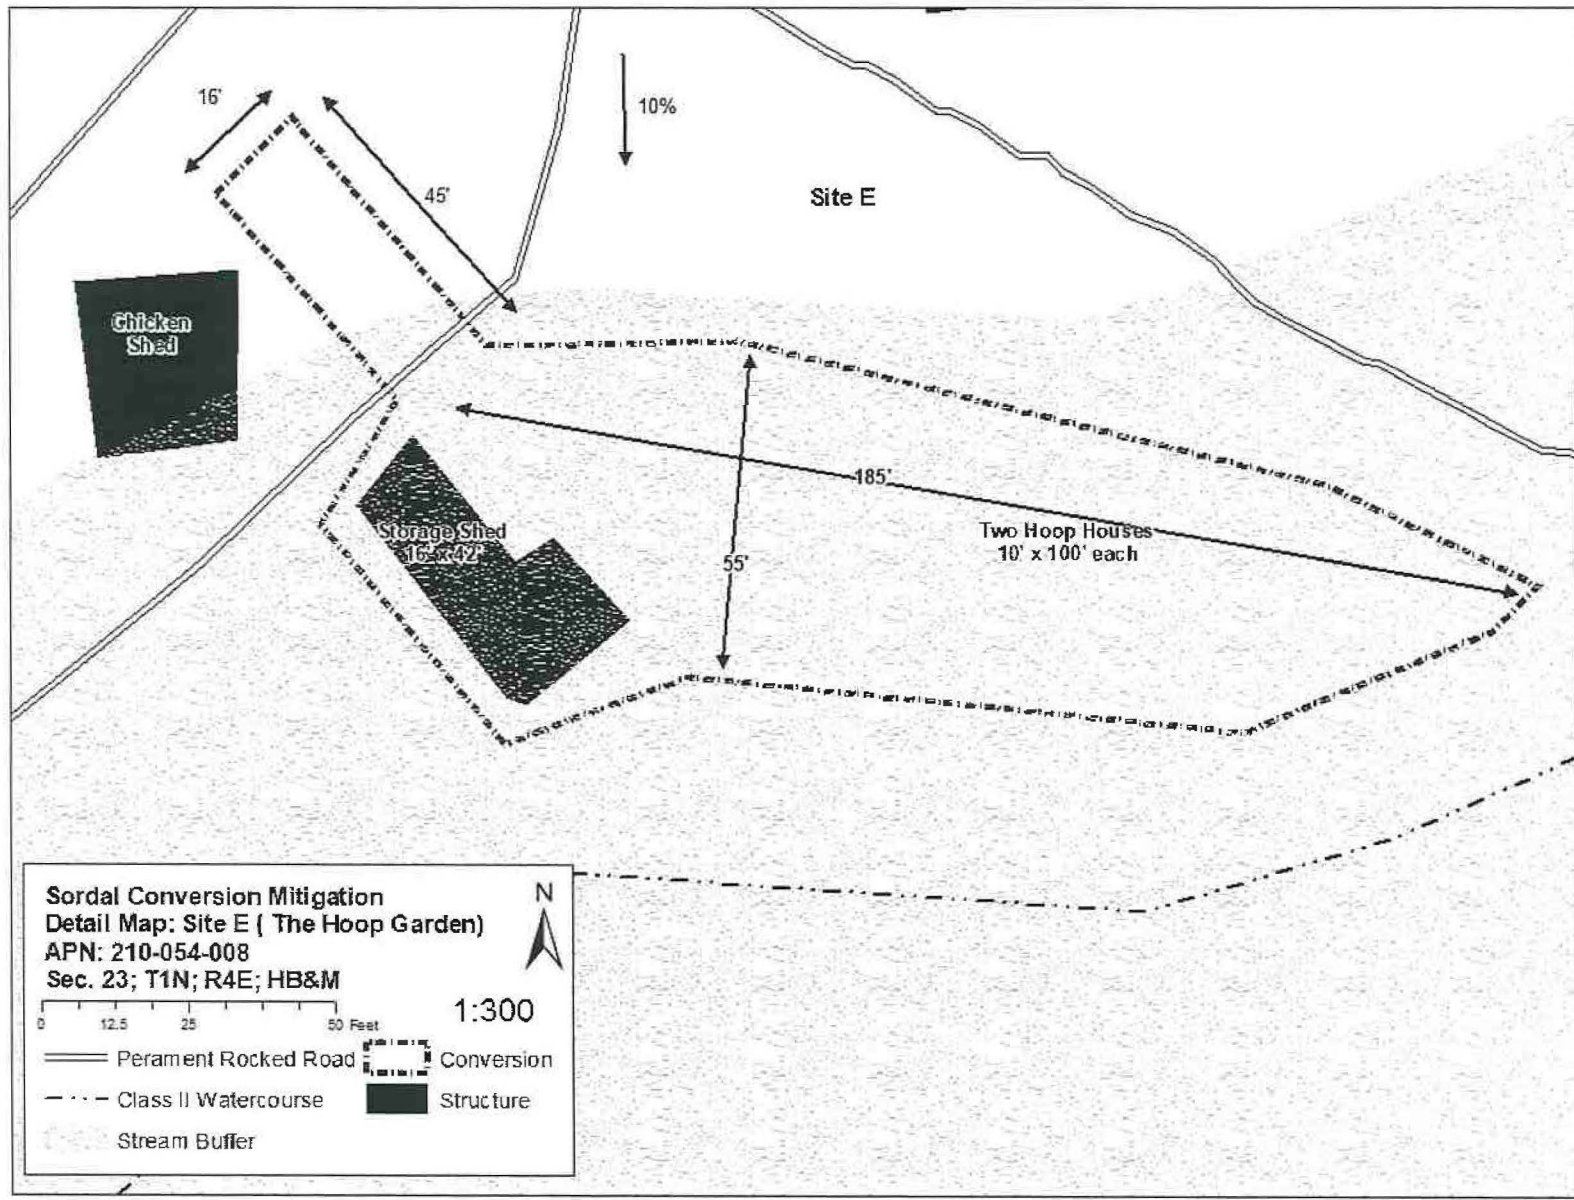 16'
10%
45'
Site E
Chicken
Shed
185'
Storage Shed
16' x 42'
Two Hoop Houses
10' x 100' each
55'
Sordal Conversion Mitigation
Detail Map: Site E ( The Hoop Garden)
APN: 210-054-008
Sec. 23; T1N; R4E; HB&M
N
1:300
0 12.5 25 50 Feet
Perament Rocked Road
Conversion
Class II Watercourse
Structure
Stream Buffer